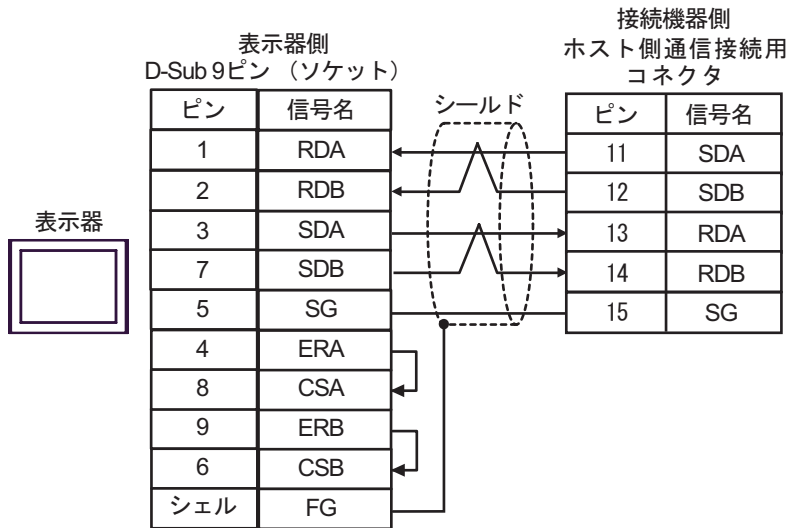 接続機器側
ホスト側通信接続用
コネクタ
表示器側
D-Sub 9ピン （ソケット）
シールド
ピン 信号名
1 RDA
2 RDB
3 SDA
7 SDB
5 SG
4 ERA
8 CSA
9 ERB
6 CSB
シェル FG
ピン 信号名
11 SDA
12 SDB
13 RDA
14 RDB
15 SG
表示器